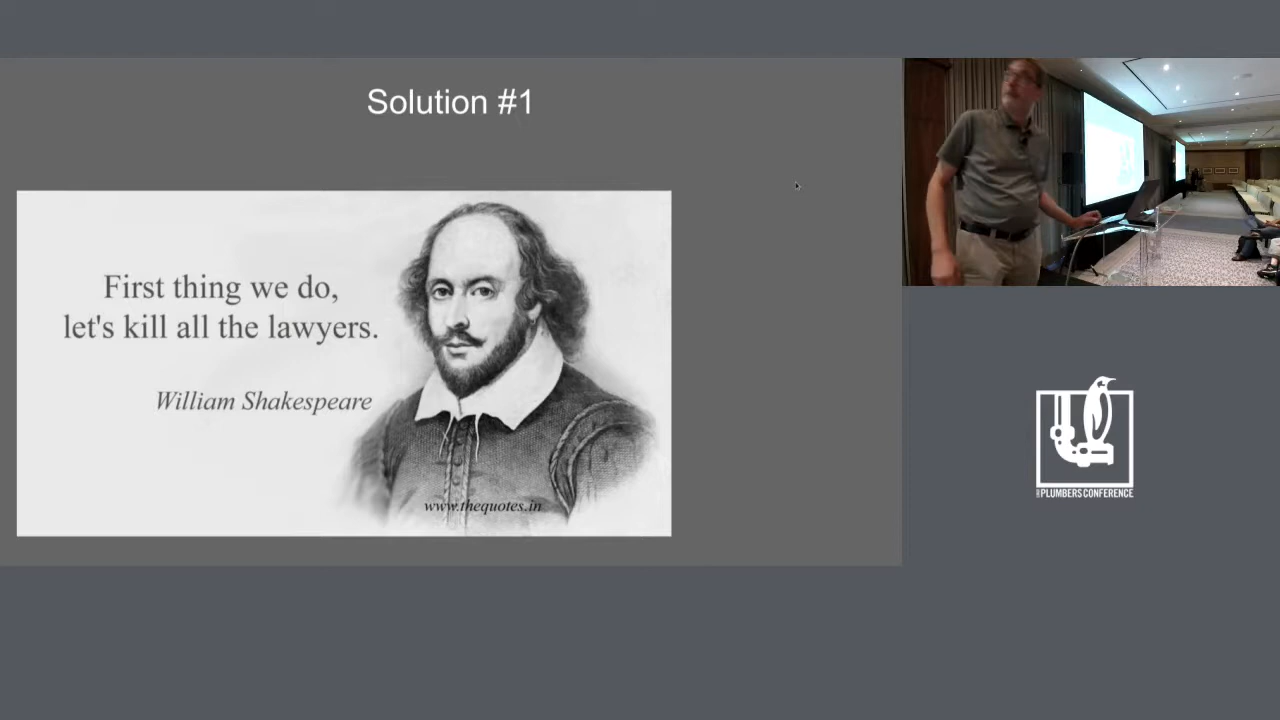 Solution #1
First thing we do,
let's kill all the lawyers.
William Shakespeare
www.thequotes.in
PLUMBERS CONFERENCE